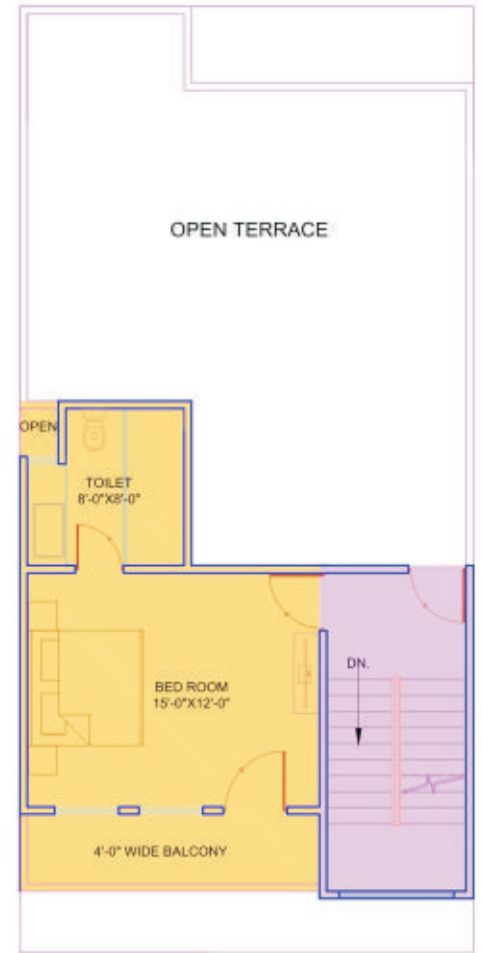 OPEN TERRACE
OPEN
TOILET
8'-0"X8'-0"
DN.
BED ROOM
15'-0"X12'-0"
4'-0" WIDE BALCONY